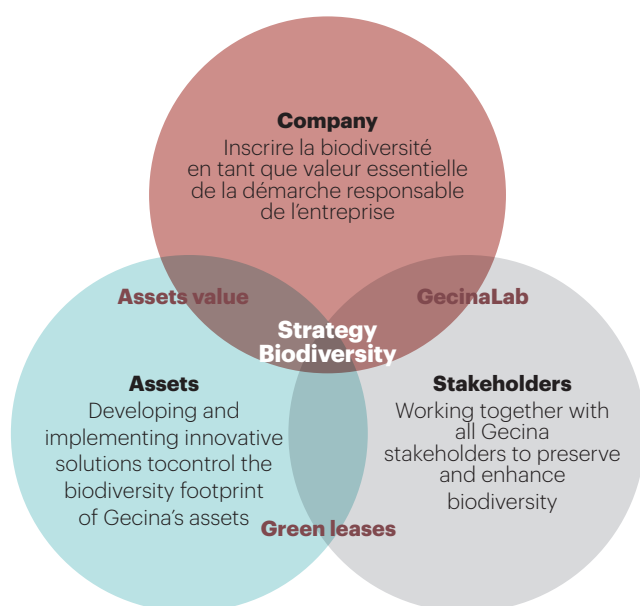 Company
Inscrire la biodiversité
en tant que valeur essentielle
de la démarche responsable
de l’entreprise
Assets value
GecinaLab
Strategy
Biodiversity
Assets
Developing and
implementing innovative
solutions tocontrol the
biodiversity footprint
of Gecina’s assets
Stakeholders
Working together with
all Gecina
stakeholders to preserve
and enhance
biodiversity
Green leases